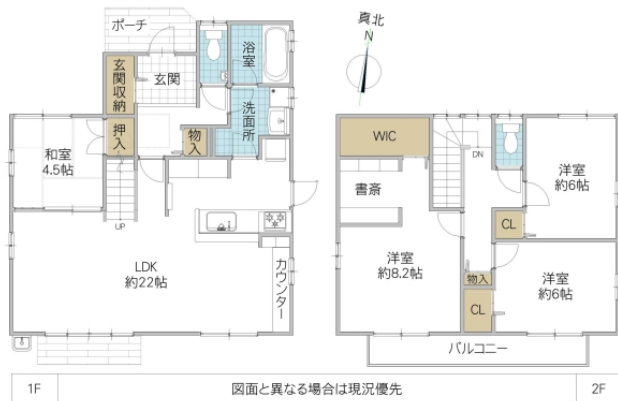 ポーチ
玄関
収納
玄関
浴室
洗面所
押入
物入
和室
4.5帖
UP
LDK
約22帖
カウンター
真北
N
WIC
書斎
DN
洋室
約6帖
CL
洋室
約8.2帖
物入
CL
洋室
約6帖
バルコニー
1F
図面と異なる場合は現況優先
2F